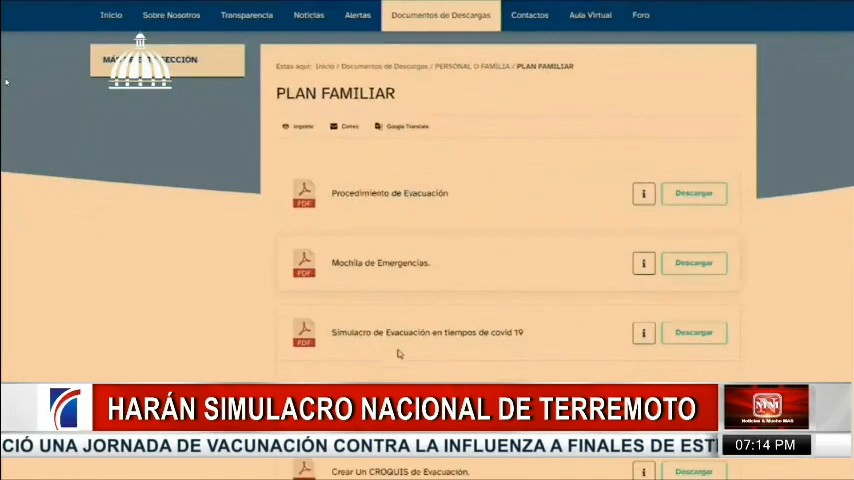 Inicio Sobre Nosotros Transparencia Noticias Alertas Documentos de Descargas Contactos Aula Virtual Foro
Estás aquí: Inicio / Documentos de Descargas / PERSONAL O FAMILIA / PLAN FAMILIAR
PLAN FAMILIAR
Imprimir Correo Google Translate
PDF Procedimiento de Evacuación i Descargar
PDF Mochila de Emergencias. i Descargar
PDF Simulacro de Evacuación en tiempos de covid 19 i Descargar
HARÁN SIMULACRO NACIONAL DE TERREMOTO
Noticias & Mucho MAS
CIÓ UNA JORNADA DE VACUNACIÓN CONTRA LA INFLUENZA A FINALES DE EST
07:14 PM
Crear Un CROQUIS de Evacuación. i Descargar